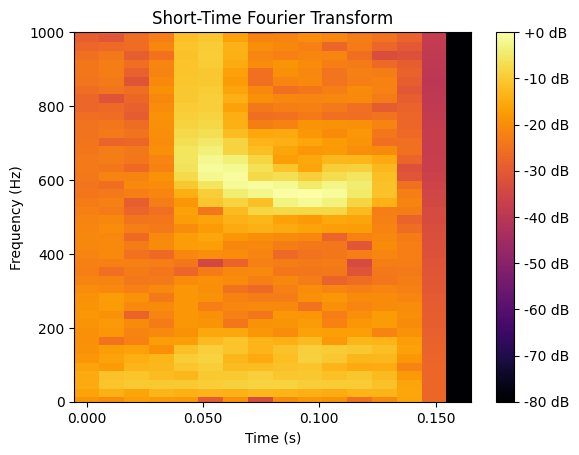 Short-Time Fourier Transform
1000
800
600
400
200
0
Frequency (Hz)
0.000
0.050
0.100
0.150
Time (s)
+0 dB
-10 dB
-20 dB
-30 dB
-40 dB
-50 dB
-60 dB
-70 dB
-80 dB